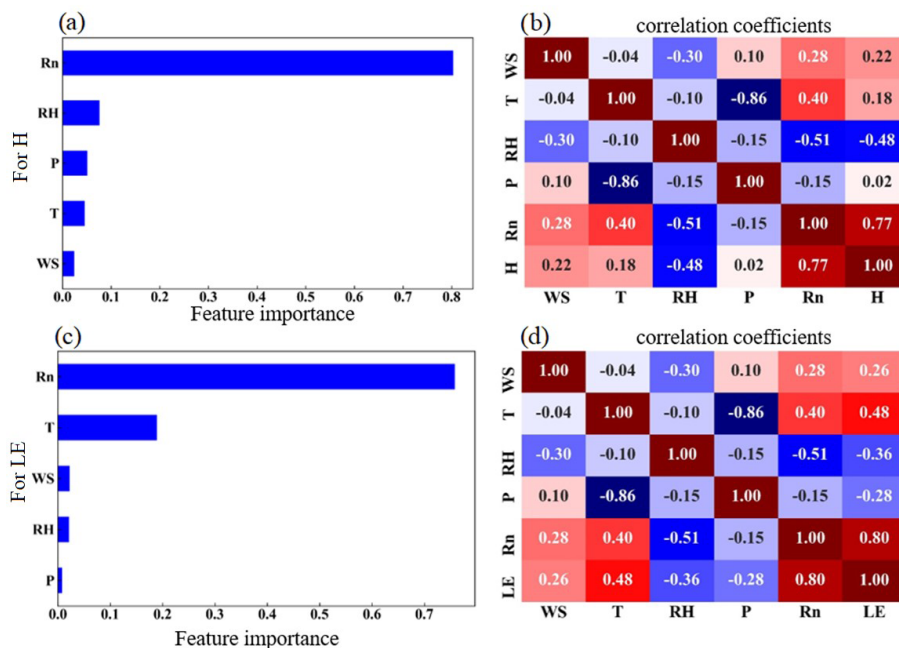 (a)
For H
Rn
RH
P
T
WS
0.0 0.1 0.2 0.3 0.4 0.5 0.6 0.7 0.8
Feature importance
(b)
correlation coefficients
WS 1.00 -0.04 -0.30 0.10 0.28 0.22
T -0.04 1.00 -0.10 -0.86 0.40 0.18
RH -0.30 -0.10 1.00 -0.15 -0.51 -0.48
P 0.10 -0.86 -0.15 1.00 -0.15 0.02
Rn 0.28 0.40 -0.51 -0.15 1.00 0.77
H 0.22 0.18 -0.48 0.02 0.77 1.00
WS T RH P Rn H
(c)
For LE
Rn
T
WS
RH
P
0.0 0.1 0.2 0.3 0.4 0.5 0.6 0.7
Feature importance
(d)
correlation coefficients
WS 1.00 -0.04 -0.30 0.10 0.28 0.26
T -0.04 1.00 -0.10 -0.86 0.40 0.48
RH -0.30 -0.10 1.00 -0.15 -0.51 -0.36
P 0.10 -0.86 -0.15 1.00 -0.15 -0.28
Rn 0.28 0.40 -0.51 -0.15 1.00 0.80
LE 0.26 0.48 -0.36 -0.28 0.80 1.00
WS T RH P Rn LE